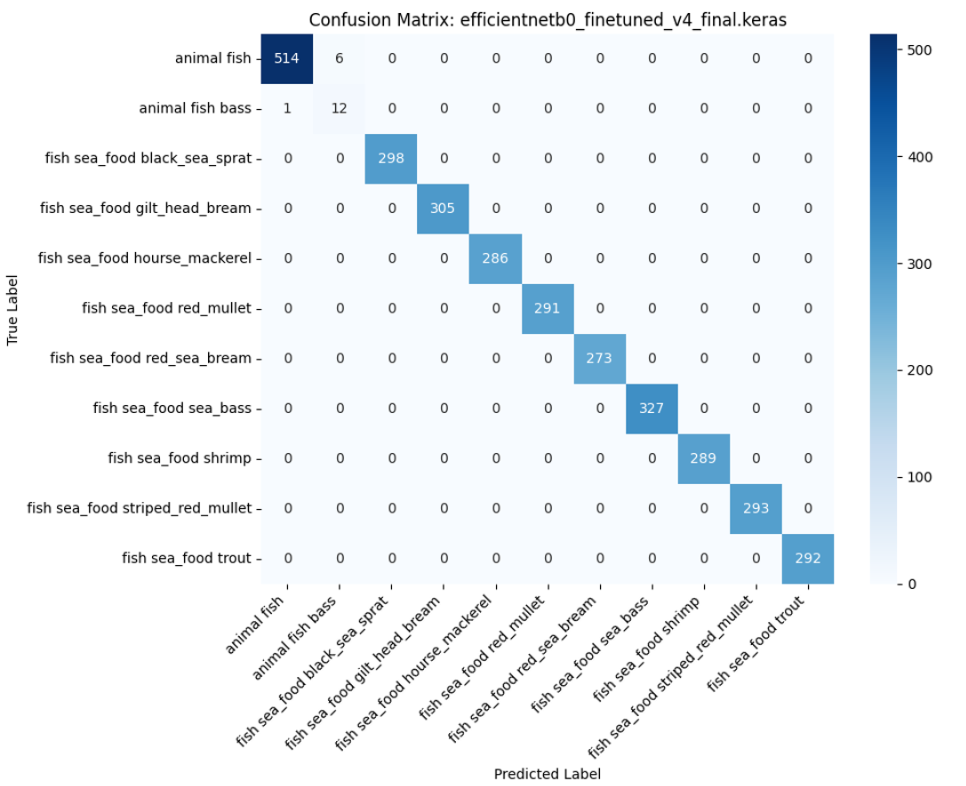 Confusion Matrix: efficientnetb0_finetuned_v4_final.keras
True Label
animal fish 514 6 0 0 0 0 0 0 0 0 0
animal fish bass 1 12 0 0 0 0 0 0 0 0 0
fish sea_food black_sea_sprat 0 0 298 0 0 0 0 0 0 0 0
fish sea_food gilt_head_bream 0 0 0 305 0 0 0 0 0 0 0
fish sea_food hourse_mackerel 0 0 0 0 286 0 0 0 0 0 0
fish sea_food red_mullet 0 0 0 0 0 291 0 0 0 0 0
fish sea_food red_sea_bream 0 0 0 0 0 0 273 0 0 0 0
fish sea_food sea_bass 0 0 0 0 0 0 0 327 0 0 0
fish sea_food shrimp 0 0 0 0 0 0 0 0 289 0 0
fish sea_food striped_red_mullet 0 0 0 0 0 0 0 0 0 293 0
fish sea_food trout 0 0 0 0 0 0 0 0 0 0 292
animal fish
animal fish bass
fish sea_food black_sea_sprat
fish sea_food gilt_head_bream
fish sea_food hourse_mackerel
fish sea_food red_mullet
fish sea_food red_sea_bream
fish sea_food sea_bass
fish sea_food shrimp
fish sea_food striped_red_mullet
fish sea_food trout
Predicted Label
500
400
300
200
100
0